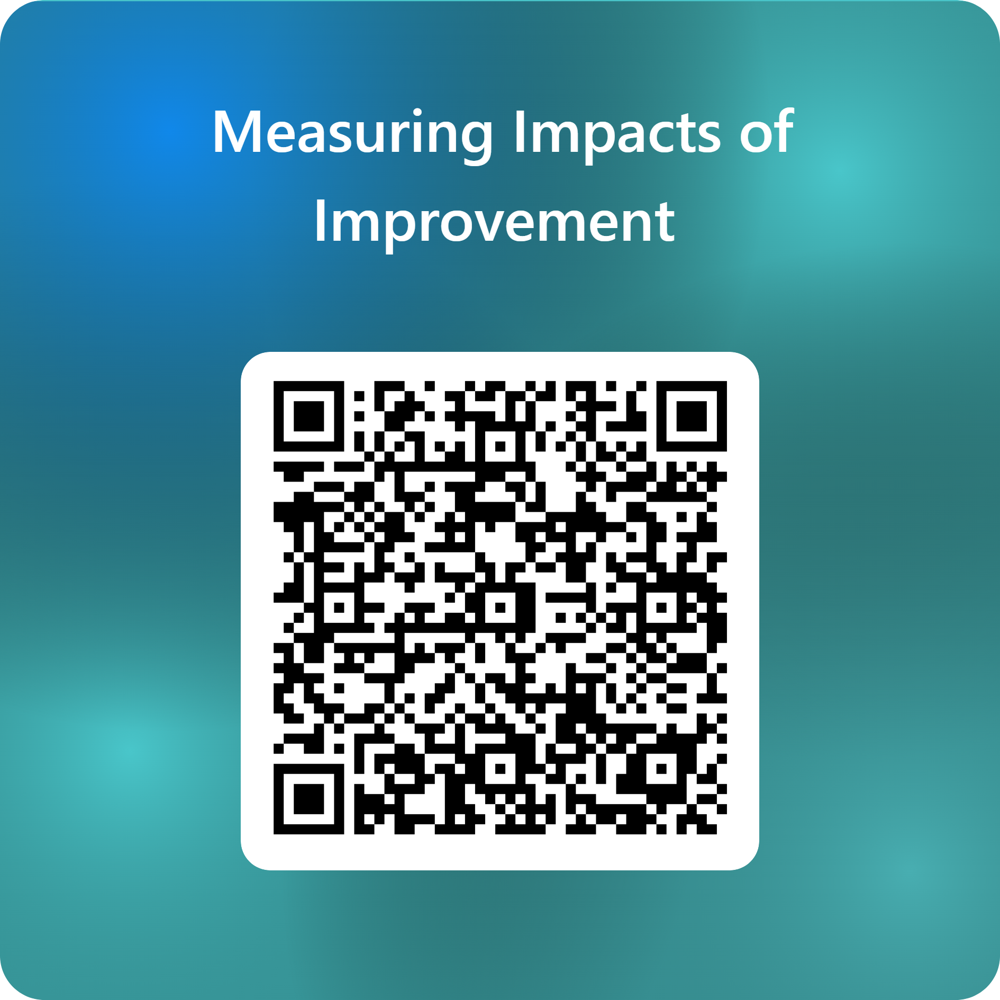 Measuring Impacts of
Improvement